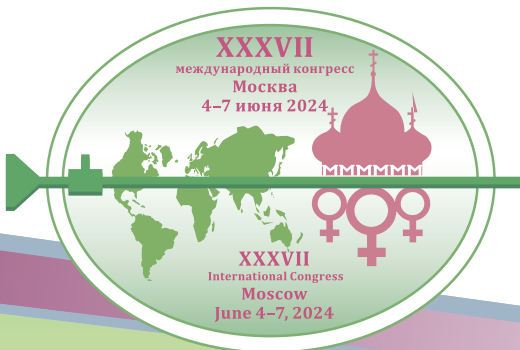 XXXVII
международный конгресс
Москва
4–7 июня 2024
XXXVII
International Congress
Moscow
June 4–7, 2024